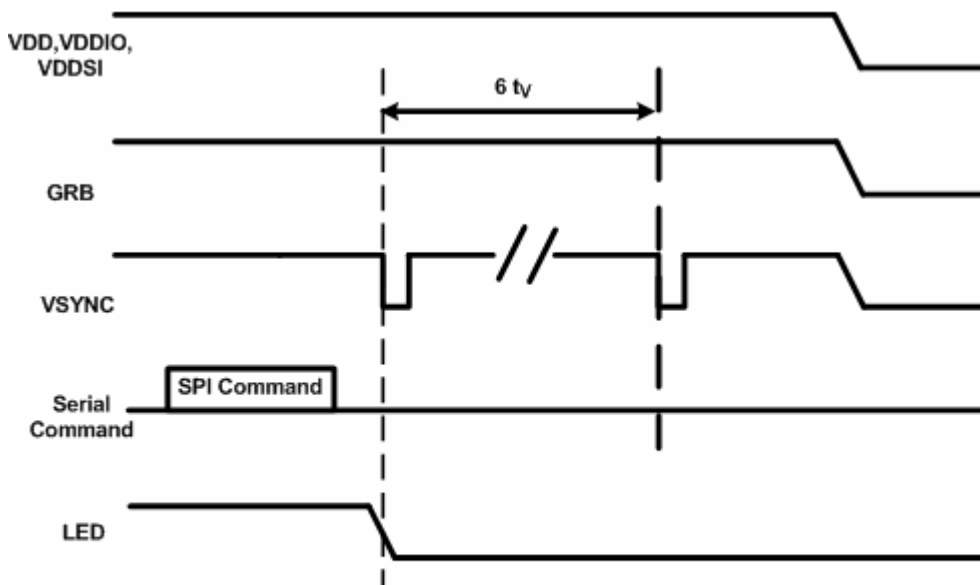 VDD,VDDIO,
VDDSI
6 tV
GRB
VSYNC
SPI Command
Serial
Command
LED